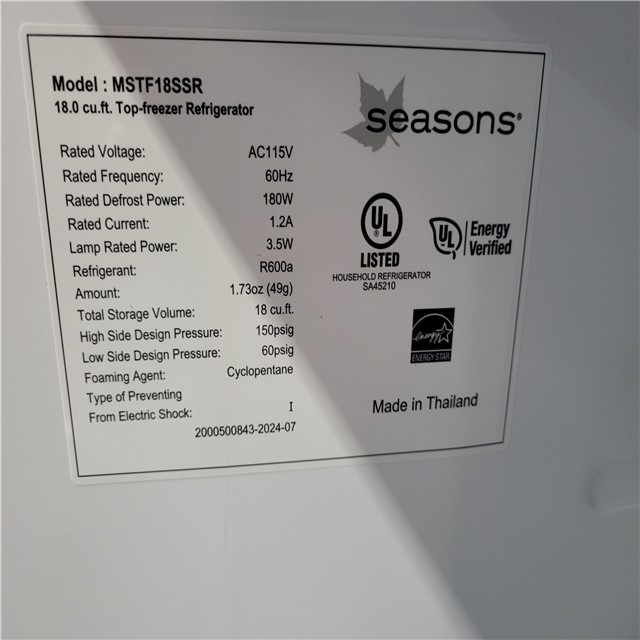 Model : MSTF18SSR
18.0 cu.ft. Top-freezer Refrigerator
seasons®
Rated Voltage: AC115V
Rated Frequency: 60Hz
Rated Defrost Power: 180W
Rated Current: 1.2A
Lamp Rated Power: 3.5W
Refrigerant: R600a
Amount: 1.73oz (49g)
Total Storage Volume: 18 cu.ft.
High Side Design Pressure: 150psig
Low Side Design Pressure: 60psig
Foaming Agent: Cyclopentane
Type of Preventing
From Electric Shock: I
2000500843-2024-07
UL ®
LISTED
HOUSEHOLD REFRIGERATOR
SA45210
UL Energy
Verified
energy
ENERGY STAR
Made in Thailand